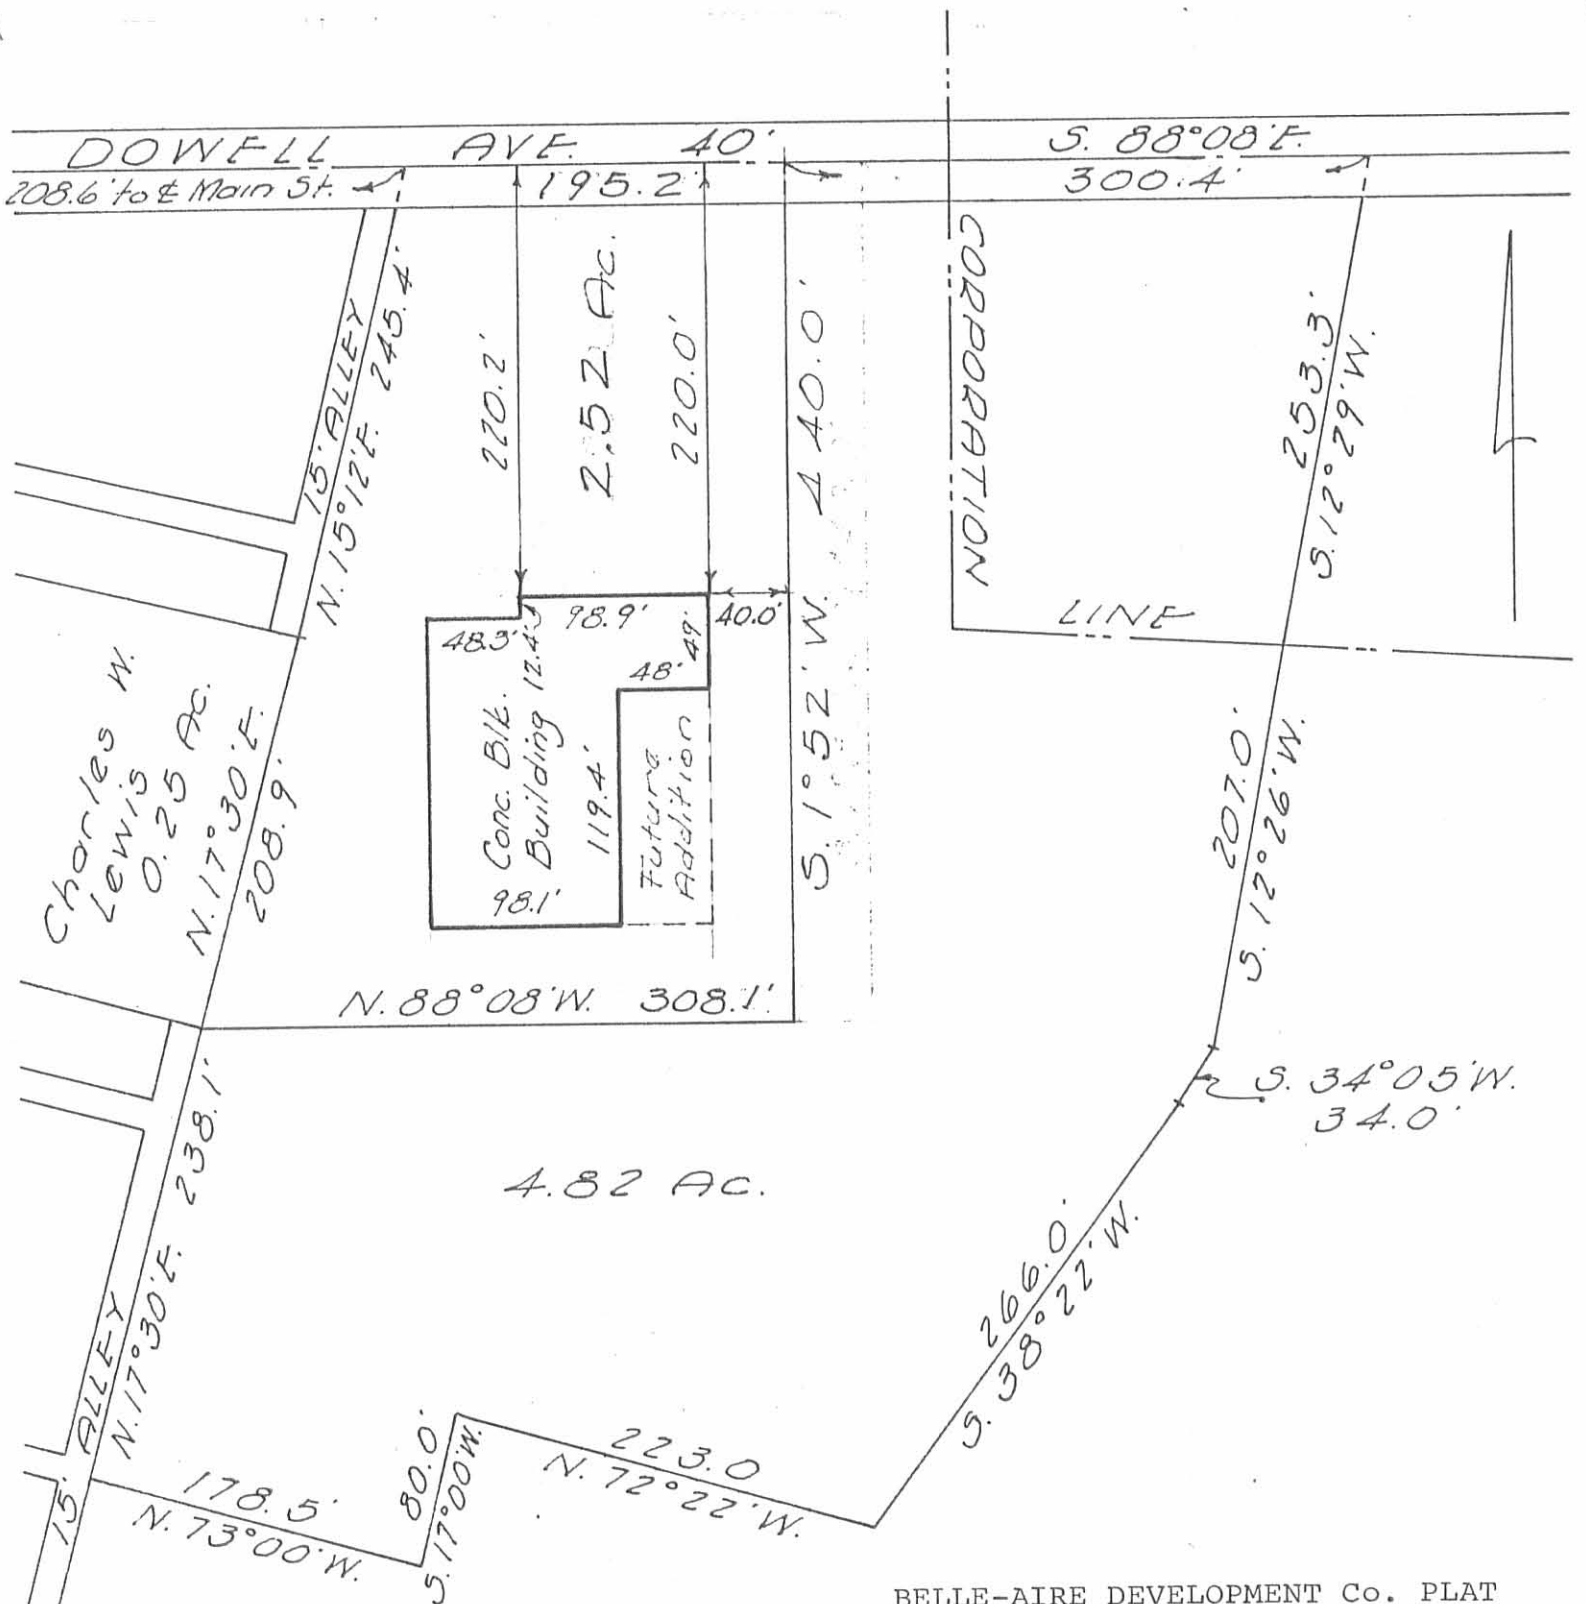 DOWELL AVE. 40'
S. 88°08'E.
208.6' to ℄ Main St.
195.2'
300.4'
15' ALLEY
N. 15°12'E. 245.4'
220.2'
2.52 Ac.
220.0'
S. 1°52'W. 440.0'
CORPORATION
LINE
253.3'
S. 12°29'W.
48.3'
12.4'
98.9'
49'
40.0'
48'
Conc. Blk.
Building
119.4'
Future
Addition
98.1'
Charles W.
Lewis
0.25 Ac.
N. 17°30'E.
208.9'
207.0'
S. 12°26'W.
N. 88°08'W. 308.1'
S. 34°05'W.
34.0'
N. 17°30'E. 238.1'
4.82 Ac.
266.0'
S. 38°22'W.
15' ALLEY
178.5'
N. 73°00'W.
80.0'
S. 17°00'W.
223.0
N. 72°22'W.
BELLE-AIRE DEVELOPMENT Co. PLAT